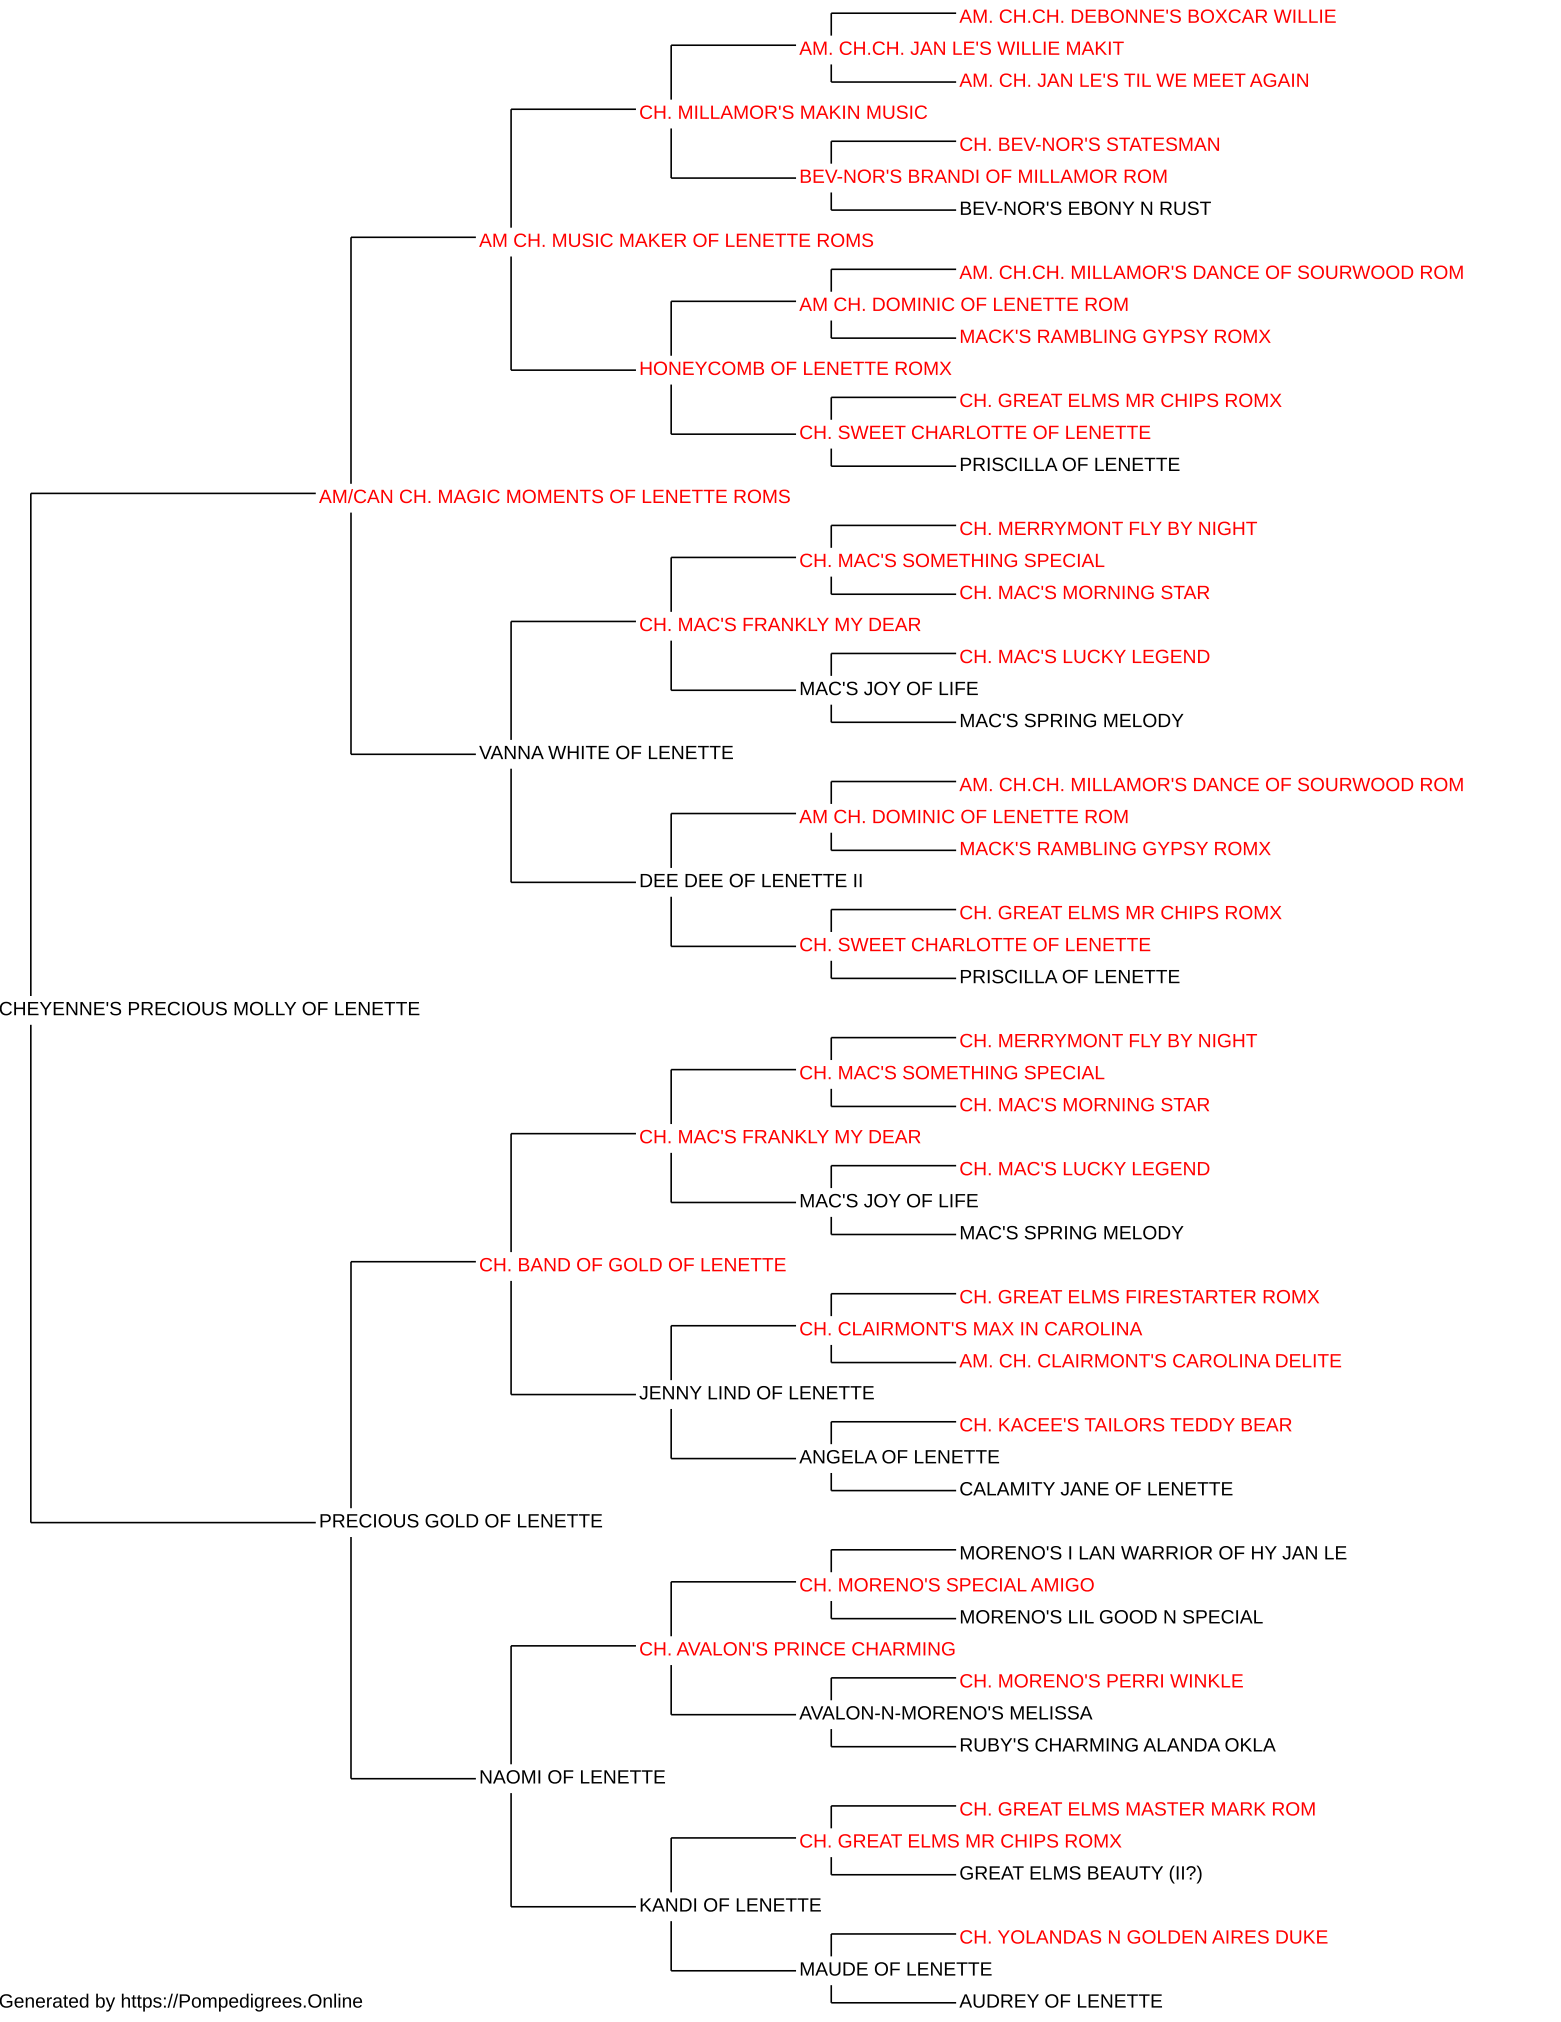 AM. CH.CH. DEBONNE'S BOXCAR WILLIE
AM. CH.CH. JAN LE'S WILLIE MAKIT
AM. CH. JAN LE'S TIL WE MEET AGAIN
CH. MILLAMOR'S MAKIN MUSIC
CH. BEV-NOR'S STATESMAN
BEV-NOR'S BRANDI OF MILLAMOR ROM
BEV-NOR'S EBONY N RUST
AM CH. MUSIC MAKER OF LENETTE ROMS
AM. CH.CH. MILLAMOR'S DANCE OF SOURWOOD ROM
AM CH. DOMINIC OF LENETTE ROM
MACK'S RAMBLING GYPSY ROMX
HONEYCOMB OF LENETTE ROMX
CH. GREAT ELMS MR CHIPS ROMX
CH. SWEET CHARLOTTE OF LENETTE
PRISCILLA OF LENETTE
AM/CAN CH. MAGIC MOMENTS OF LENETTE ROMS
CH. MERRYMONT FLY BY NIGHT
CH. MAC'S SOMETHING SPECIAL
CH. MAC'S MORNING STAR
CH. MAC'S FRANKLY MY DEAR
CH. MAC'S LUCKY LEGEND
MAC'S JOY OF LIFE
MAC'S SPRING MELODY
VANNA WHITE OF LENETTE
AM. CH.CH. MILLAMOR'S DANCE OF SOURWOOD ROM
AM CH. DOMINIC OF LENETTE ROM
MACK'S RAMBLING GYPSY ROMX
DEE DEE OF LENETTE II
CH. GREAT ELMS MR CHIPS ROMX
CH. SWEET CHARLOTTE OF LENETTE
PRISCILLA OF LENETTE
CHEYENNE'S PRECIOUS MOLLY OF LENETTE
CH. MERRYMONT FLY BY NIGHT
CH. MAC'S SOMETHING SPECIAL
CH. MAC'S MORNING STAR
CH. MAC'S FRANKLY MY DEAR
CH. MAC'S LUCKY LEGEND
MAC'S JOY OF LIFE
MAC'S SPRING MELODY
CH. BAND OF GOLD OF LENETTE
CH. GREAT ELMS FIRESTARTER ROMX
CH. CLAIRMONT'S MAX IN CAROLINA
AM. CH. CLAIRMONT'S CAROLINA DELITE
JENNY LIND OF LENETTE
CH. KACEE'S TAILORS TEDDY BEAR
ANGELA OF LENETTE
CALAMITY JANE OF LENETTE
PRECIOUS GOLD OF LENETTE
MORENO'S I LAN WARRIOR OF HY JAN LE
CH. MORENO'S SPECIAL AMIGO
MORENO'S LIL GOOD N SPECIAL
CH. AVALON'S PRINCE CHARMING
CH. MORENO'S PERRI WINKLE
AVALON-N-MORENO'S MELISSA
RUBY'S CHARMING ALANDA OKLA
NAOMI OF LENETTE
CH. GREAT ELMS MASTER MARK ROM
CH. GREAT ELMS MR CHIPS ROMX
GREAT ELMS BEAUTY (II?)
KANDI OF LENETTE
CH. YOLANDAS N GOLDEN AIRES DUKE
MAUDE OF LENETTE
AUDREY OF LENETTE
Generated by https://Pompedigrees.Online